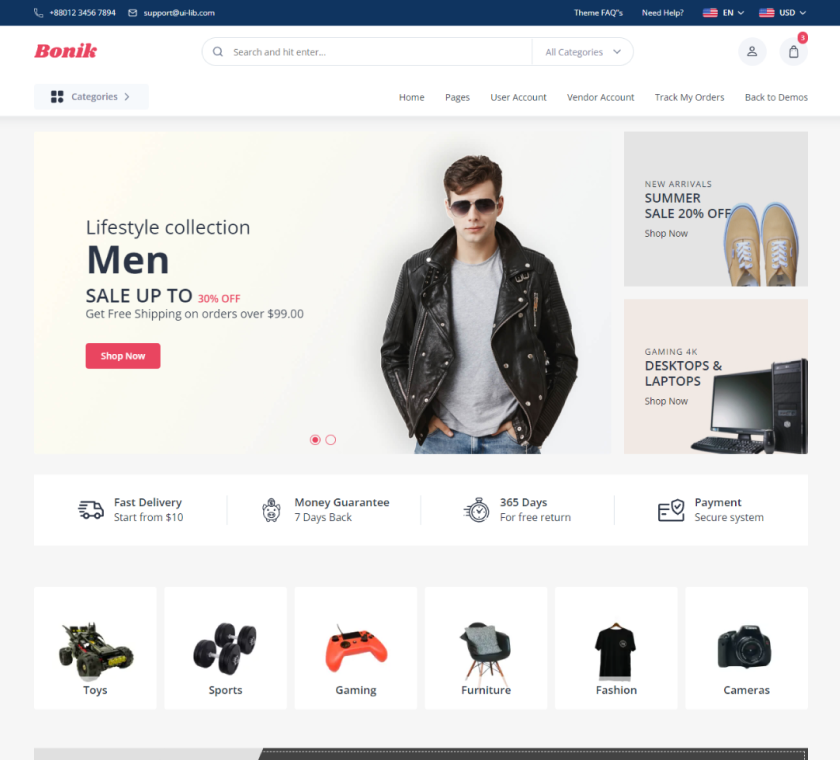 +88012 3456 7894 support@ui-lib.com Theme FAQ"s Need Help? EN USD
Bonik Search and hit enter... All Categories 3
Categories Home Pages User Account Vendor Account Track My Orders Back to Demos
Lifestyle collection
Men
SALE UP TO 30% OFF
Get Free Shipping on orders over $99.00
Shop Now
NEW ARRIVALS
SUMMER
SALE 20% OFF
Shop Now
GAMING 4K
DESKTOPS &
LAPTOPS
Shop Now
Fast Delivery
Start from $10
Money Guarantee
7 Days Back
365 Days
For free return
Payment
Secure system
Toys
Sports
Gaming
Furniture
Fashion
Cameras